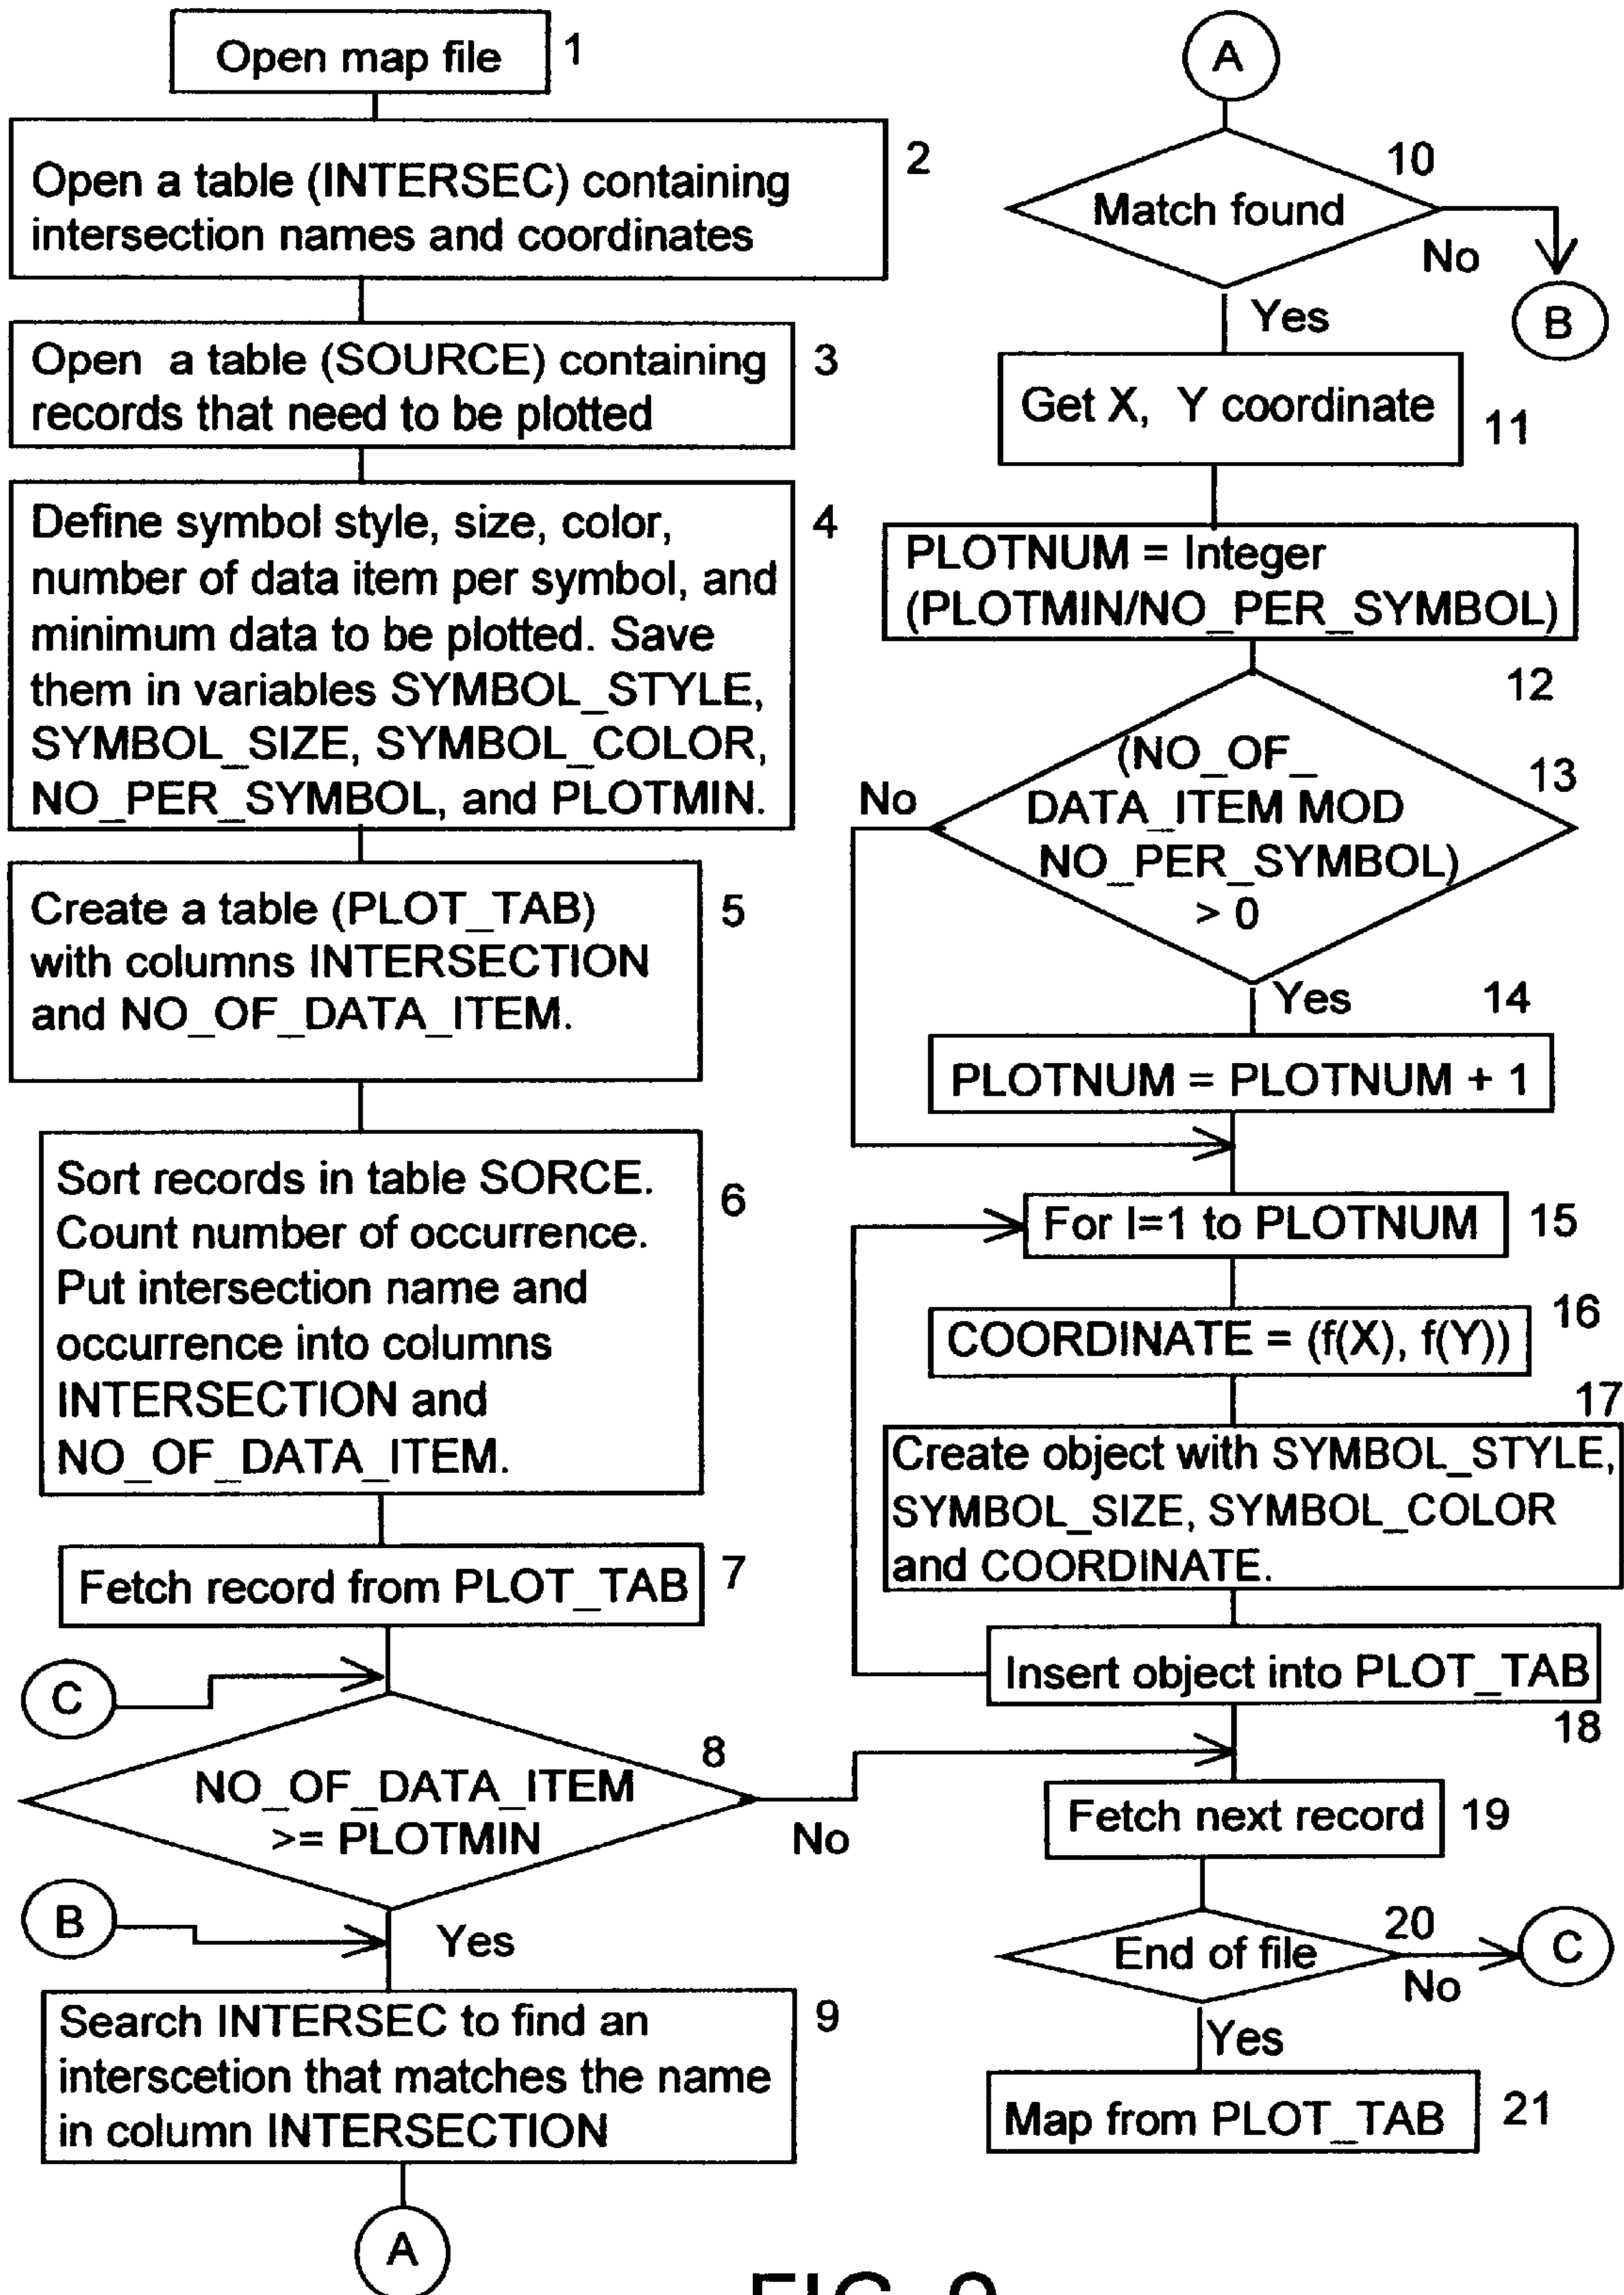 Open map file
1
Open a table (INTERSEC) containing
intersection names and coordinates
2
Open a table (SOURCE) containing
records that need to be plotted
3
Define symbol style, size, color,
number of data item per symbol, and
minimum data to be plotted. Save
them in variables SYMBOL_STYLE,
SYMBOL_SIZE, SYMBOL_COLOR,
NO_PER_SYMBOL, and PLOTMIN.
4
Create a table (PLOT_TAB)
with columns INTERSECTION
and NO_OF_DATA_ITEM.
5
Sort records in table SORCE.
Count number of occurrence.
Put intersection name and
occurrence into columns
INTERSECTION and
NO_OF_DATA_ITEM.
6
Fetch record from PLOT_TAB
7
C
8
NO_OF_DATA_ITEM
>= PLOTMIN
No
B
Yes
Search INTERSEC to find an
interscetion that matches the name
in column INTERSECTION
9
A
A
10
Match found
No
B
Yes
Get X, Y coordinate
11
PLOTNUM = Integer
(PLOTMIN/NO_PER_SYMBOL)
12
(NO_OF_
DATA_ITEM MOD
NO_PER_SYMBOL)
> 0
13
No
Yes
14
PLOTNUM = PLOTNUM + 1
For I=1 to PLOTNUM
15
COORDINATE = (f(X), f(Y))
16
17
Create object with SYMBOL_STYLE,
SYMBOL_SIZE, SYMBOL_COLOR
and COORDINATE.
Insert object into PLOT_TAB
18
Fetch next record
19
20
End of file
No
C
Yes
Map from PLOT_TAB
21